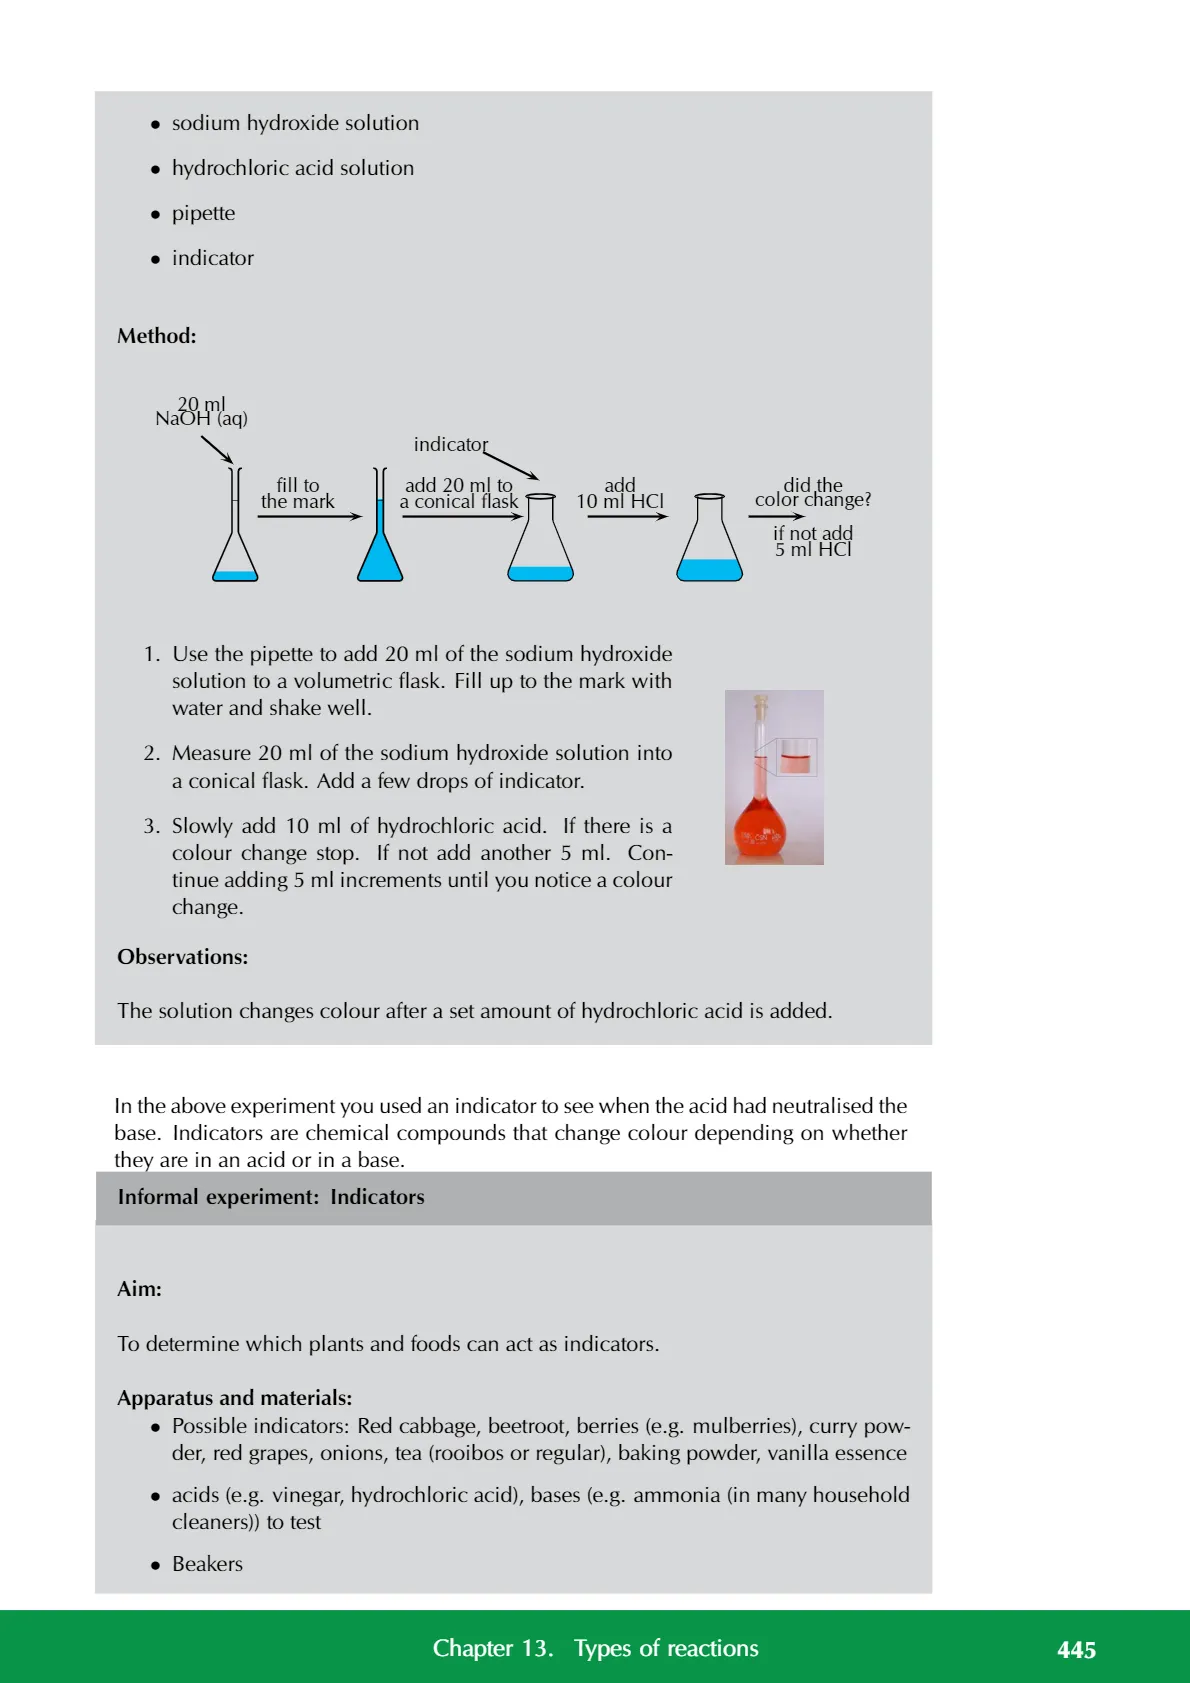 • sodium hydroxide solution
• hydrochloric acid solution
• pipette
• indicator
Method:
20 ml
NaOH (aq)
fill to
the mark
indicator
add 20 ml to
a conical flask
add
10 ml HCl
did the
color change?
if not add
5 ml HCl
1. Use the pipette to add 20 ml of the sodium hydroxide
solution to a volumetric flask. Fill up to the mark with
water and shake well.
2. Measure 20 ml of the sodium hydroxide solution into
a conical flask. Add a few drops of indicator.
3. Slowly add 10 ml of hydrochloric acid. If there is a
colour change stop. If not add another 5 ml. Con-
tinue adding 5 ml increments until you notice a colour
change.
Observations:
The solution changes colour after a set amount of hydrochloric acid is added.
In the above experiment you used an indicator to see when the acid had neutralised the
base. Indicators are chemical compounds that change colour depending on whether
they are in an acid or in a base.
Informal experiment: Indicators
Aim:
To determine which plants and foods can act as indicators.
Apparatus and materials:
• Possible indicators: Red cabbage, beetroot, berries (e.g. mulberries), curry pow-
der, red grapes, onions, tea (rooibos or regular), baking powder, vanilla essence
• acids (e.g. vinegar, hydrochloric acid), bases (e.g. ammonia (in many household
cleaners)) to test
• Beakers
Chapter 13. Types of reactions
445